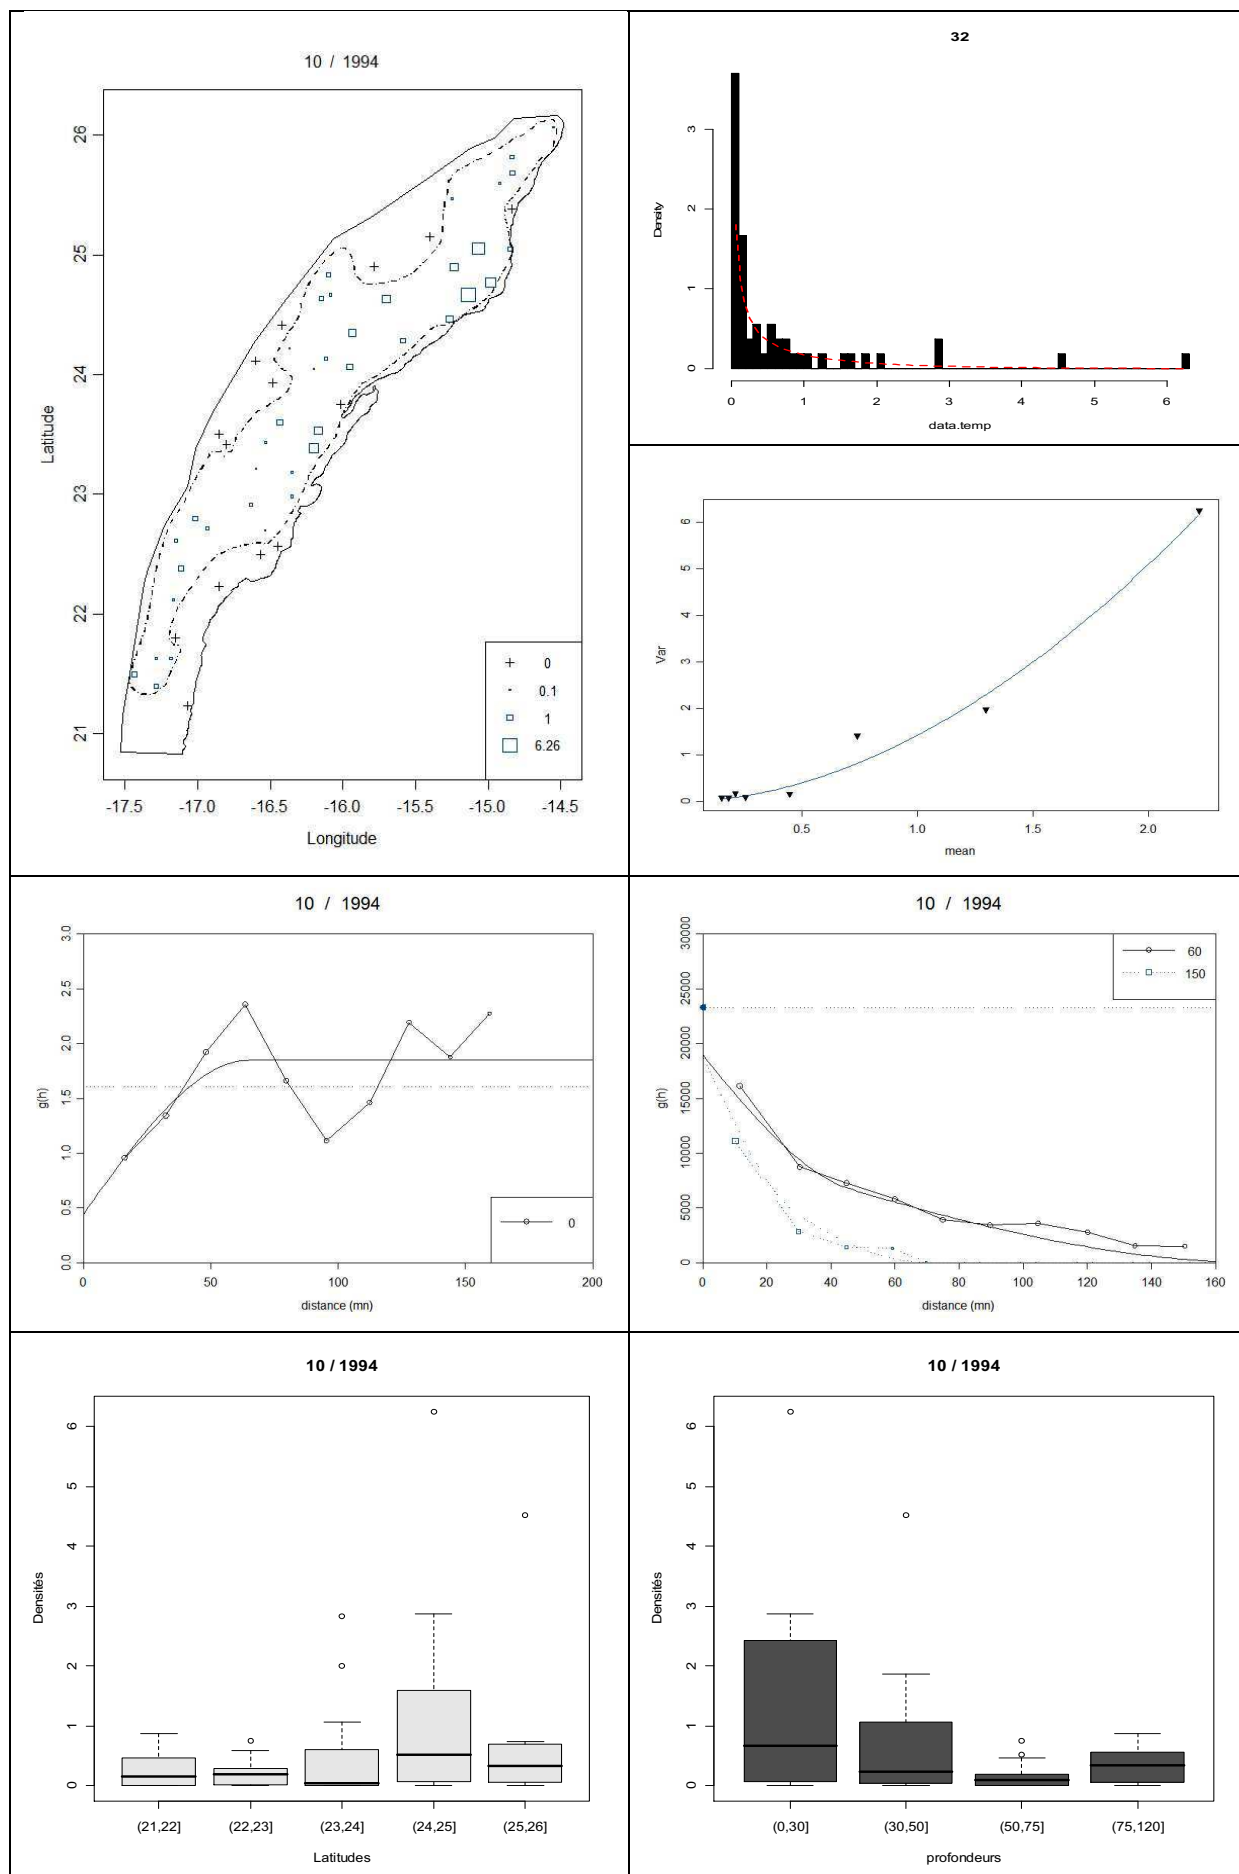 10 / 1994
Latitude
26
25
24
23
22
21
0
0.1
1
6.26
-17.5 -17.0 -16.5 -16.0 -15.5 -15.0 -14.5
Longitude
32
Density
3
2
1
0
0 1 2 3 4 5 6
data.temp
Var
6
5
4
3
2
1
0
0.5 1.0 1.5 2.0
mean
10 / 1994
g(h)
3.0
2.5
2.0
1.5
1.0
0.5
0.0
0
0 50 100 150 200
distance (mn)
10 / 1994
g(h)
30000
25000
20000
15000
10000
5000
0
60
150
0 20 40 60 80 100 120 140 160
distance (mn)
10 / 1994
Densités
6
5
4
3
2
1
0
(21,22] (22,23] (23,24] (24,25] (25,26]
Latitudes
10 / 1994
Densités
6
5
4
3
2
1
0
(0,30] (30,50] (50,75] (75,120]
profondeurs